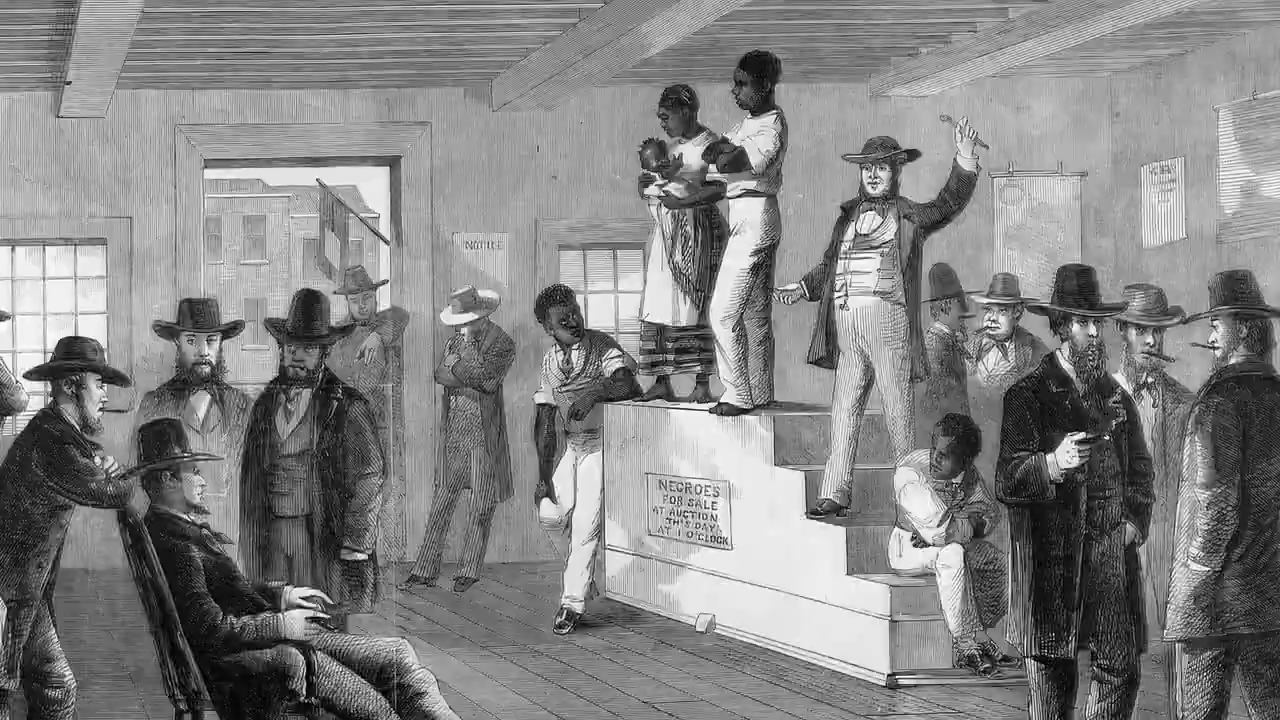 NOTICE
NEGROES
FOR SALE
AT AUCTION
THIS DAY
AT 1 O'CLOCK